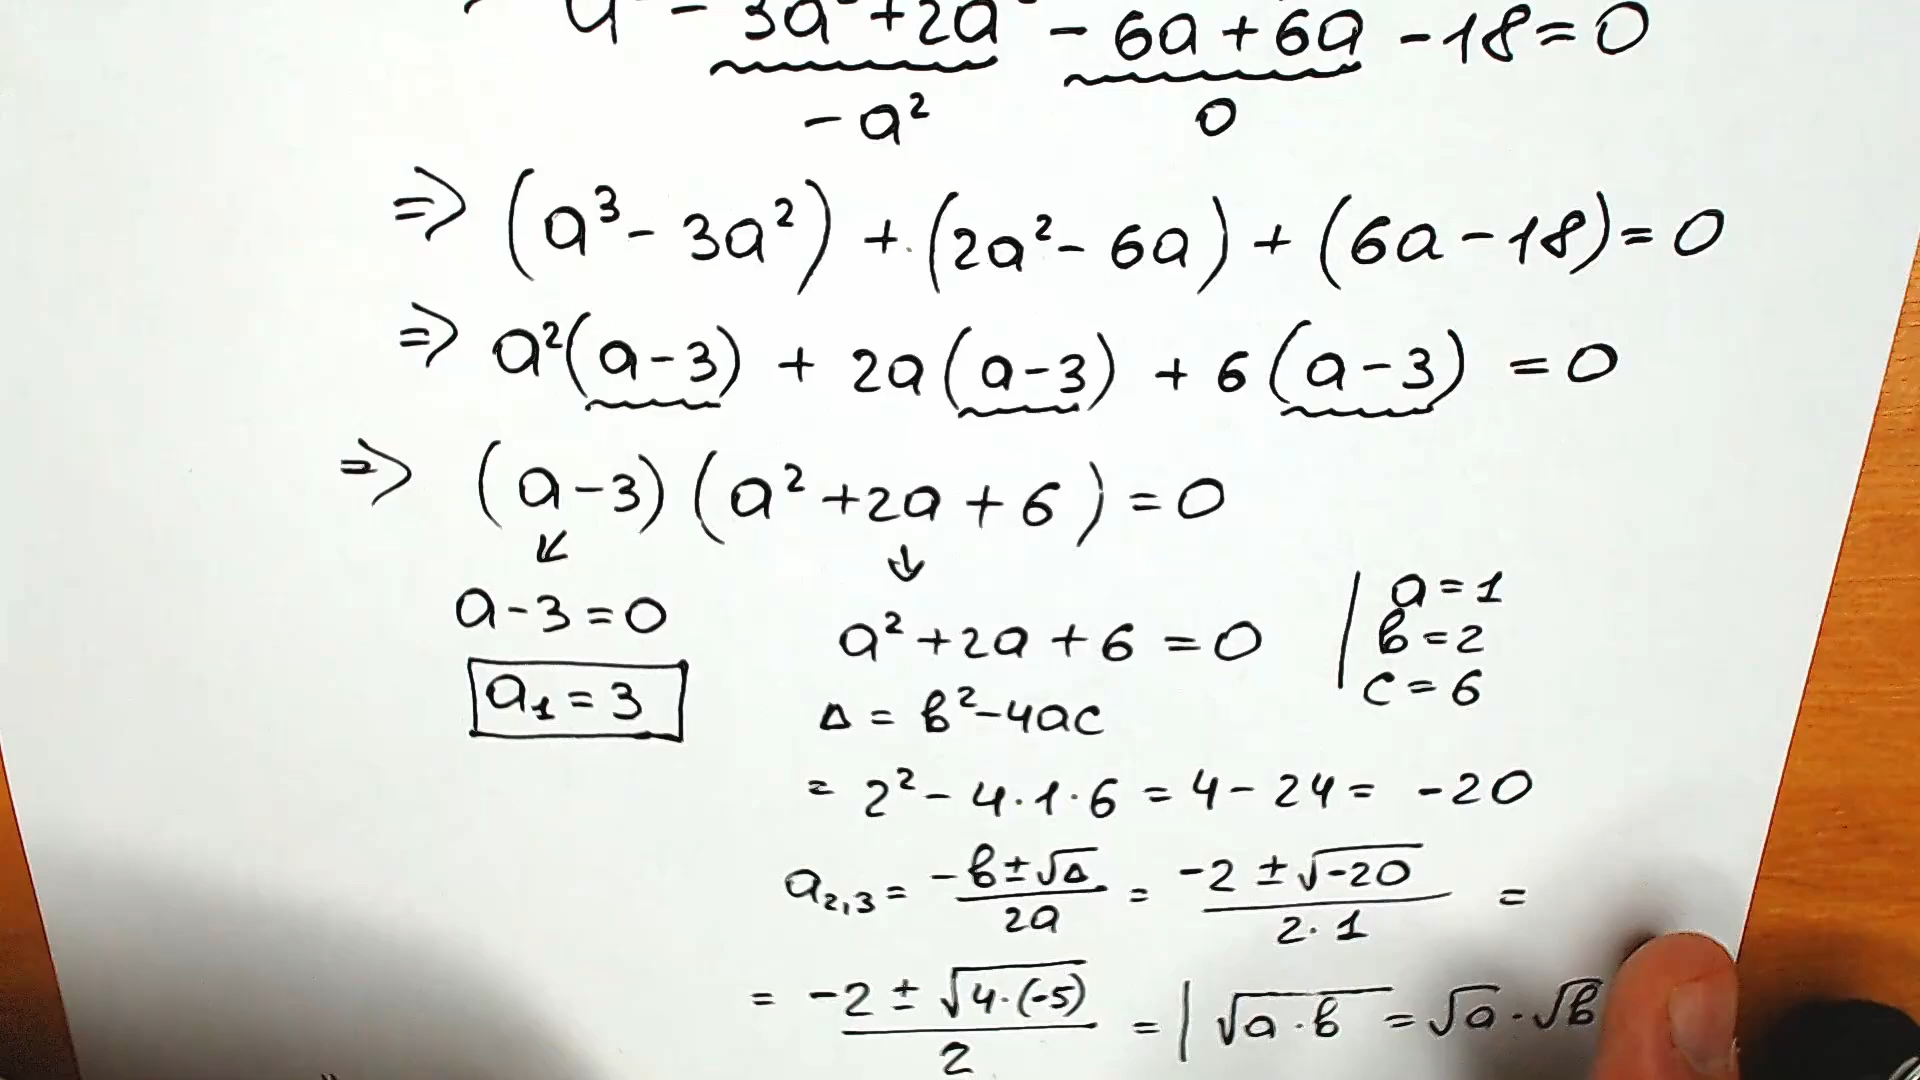 - 3a + 2a - 6a + 6a - 18 = 0
- a² 0
⇒ (a³ - 3a²) + (2a² - 6a) + (6a - 18) = 0
⇒ a²(a - 3) + 2a(a - 3) + 6(a - 3) = 0
⇒ (a - 3)(a² + 2a + 6) = 0
↙ ↓
a - 3 = 0 a² + 2a + 6 = 0 | a = 1
b = 2
a₁ = 3 c = 6
Δ = b² - 4ac
= 2² - 4·1·6 = 4 - 24 = -20
a₂,₃ = (-b ± √Δ)/2a = (-2 ± √-20)/2·1 =
= (-2 ± √4·(-5))/2 = | √a·b = √a · √b